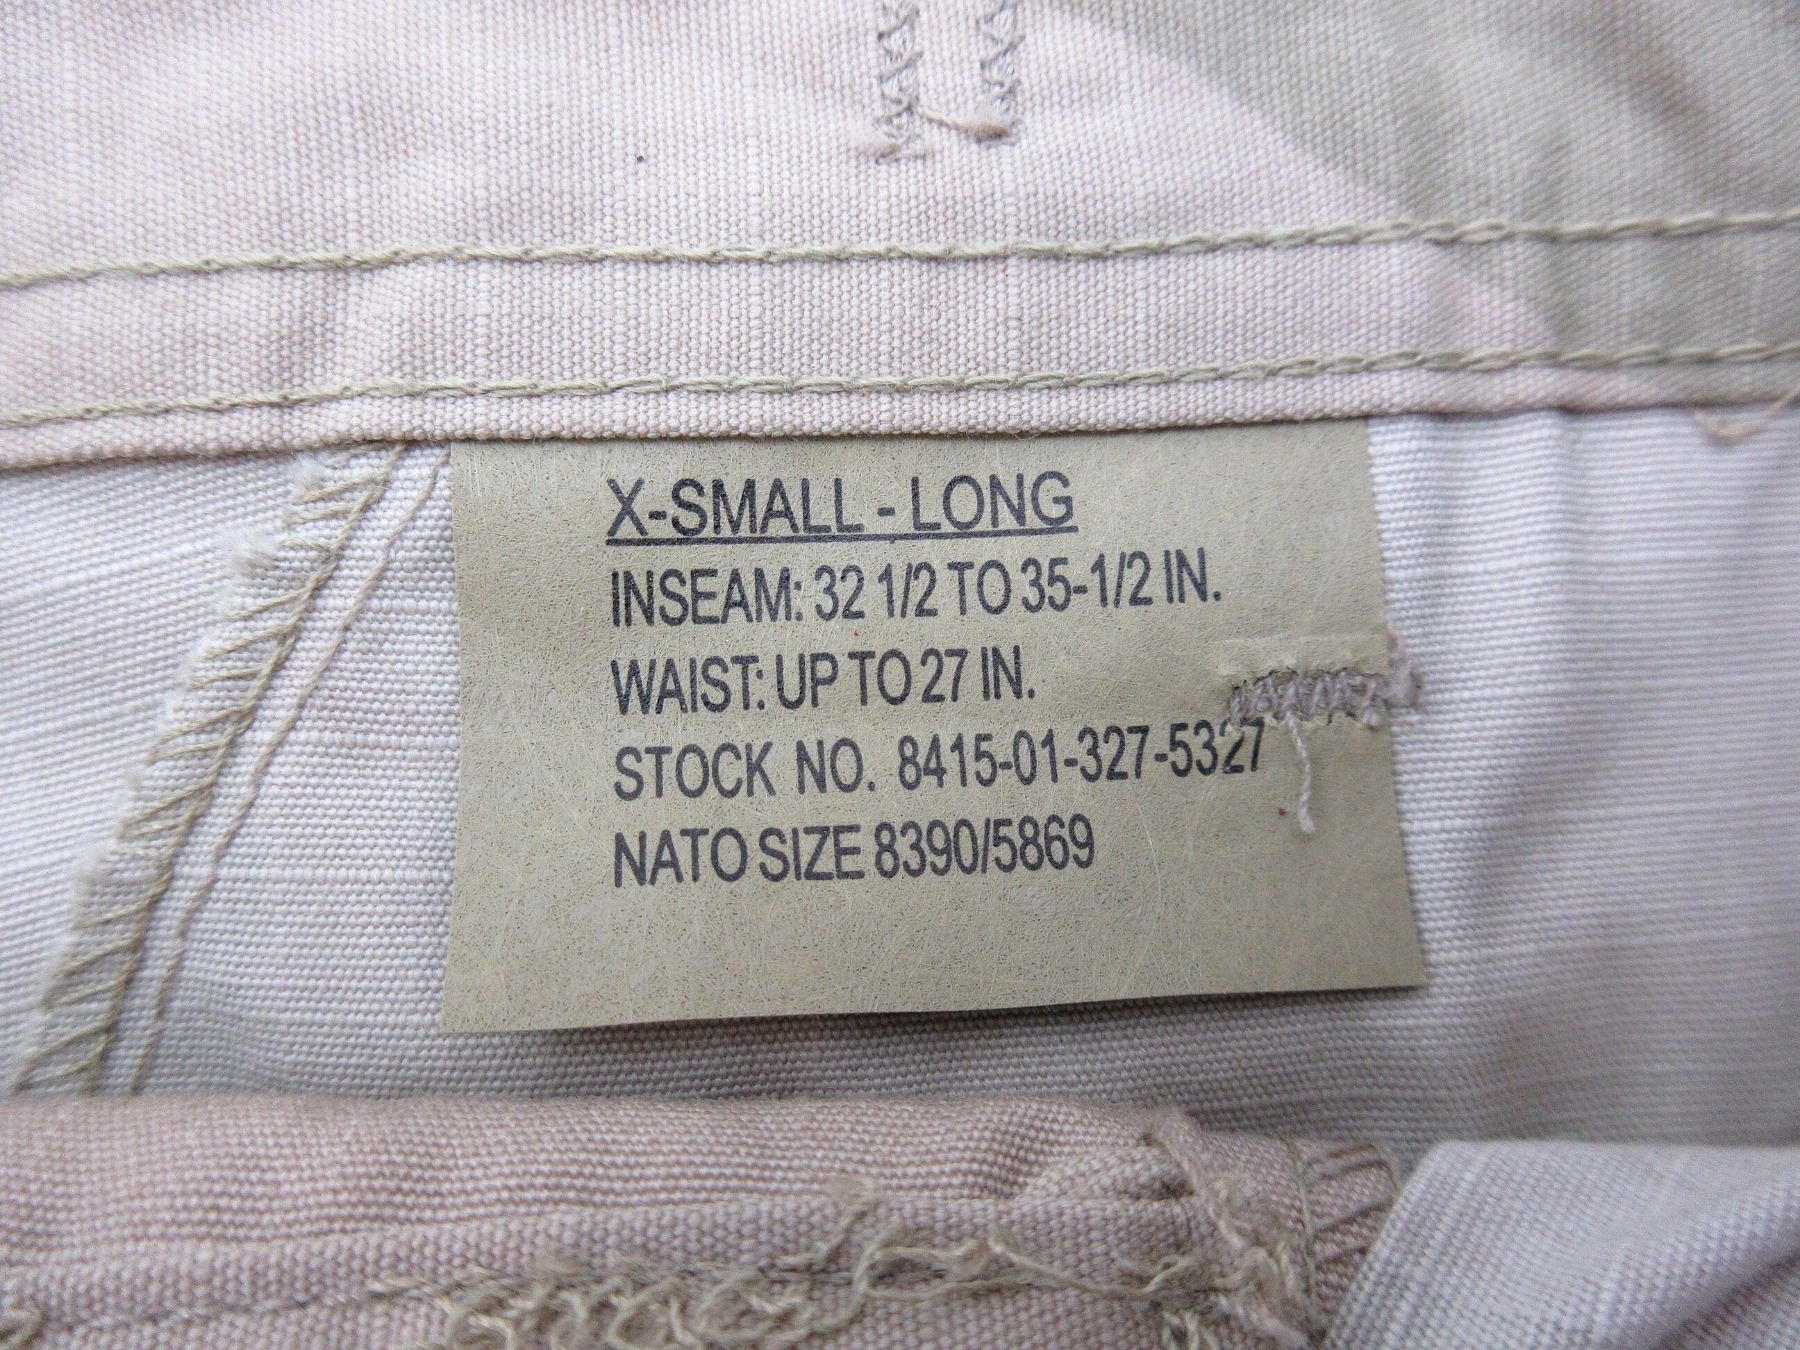 X-SMALL - LONG
INSEAM: 32 1/2 TO 35-1/2 IN.
WAIST: UP TO 27 IN.
STOCK NO. 8415-01-327-5327
NATO SIZE 8390/5869